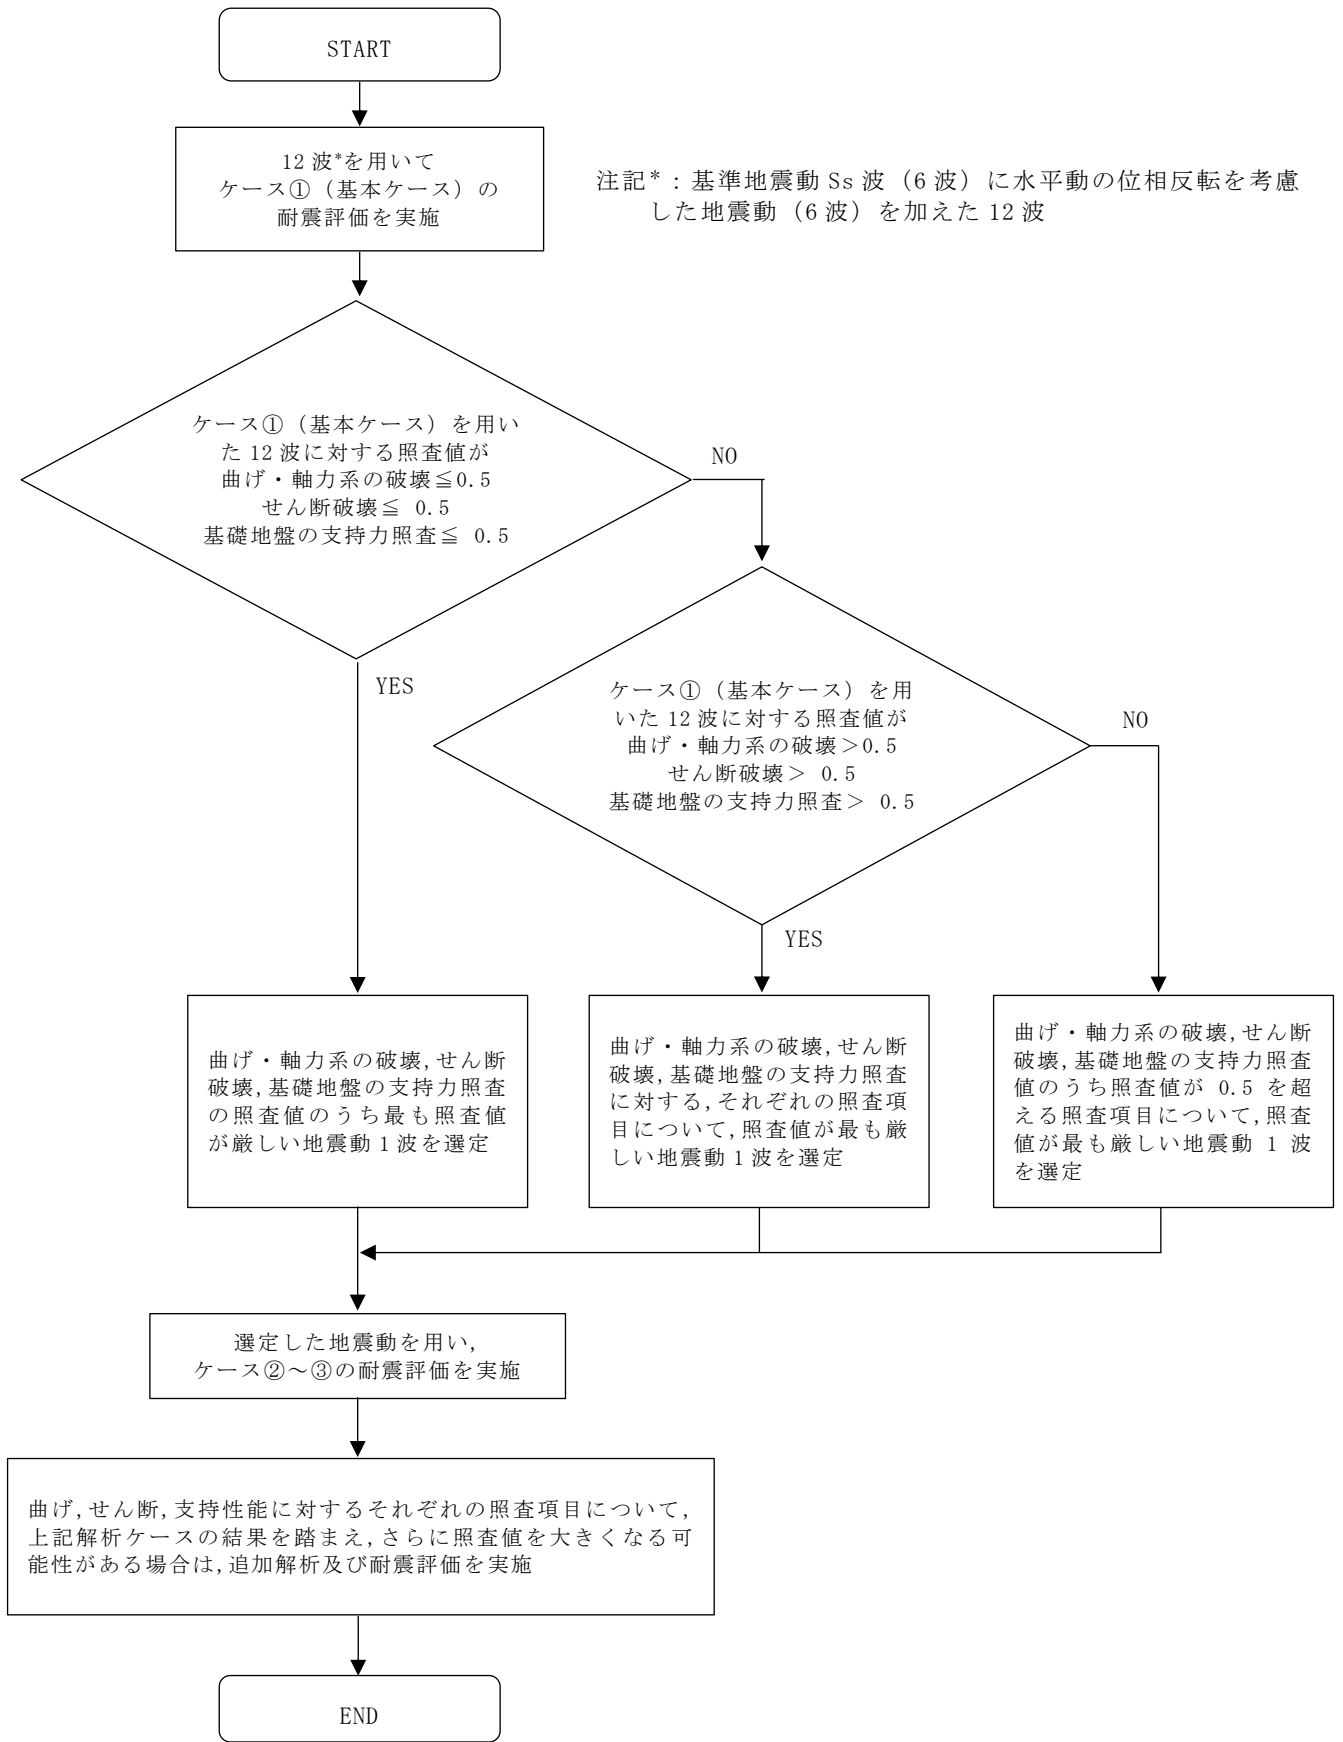 START
12 波*を用いて
ケース①（基本ケース）の
耐震評価を実施
注記*：基準地震動 Ss 波（6 波）に水平動の位相反転を考慮
した地震動（6 波）を加えた 12 波
ケース①（基本ケース）を用い
た 12 波に対する照査値が
曲げ・軸力系の破壊≦0.5
せん断破壊≦ 0.5
基礎地盤の支持力照査≦ 0.5
NO
YES
ケース①（基本ケース）を用
いた 12 波に対する照査値が
曲げ・軸力系の破壊＞0.5
せん断破壊＞ 0.5
基礎地盤の支持力照査＞ 0.5
NO
YES
曲げ・軸力系の破壊,せん断
破壊,基礎地盤の支持力照査
の照査値のうち最も照査値
が厳しい地震動 1 波を選定
曲げ・軸力系の破壊,せん断
破壊,基礎地盤の支持力照査
に対する,それぞれの照査項
目について,照査値が最も厳
しい地震動 1 波を選定
曲げ・軸力系の破壊,せん断
破壊,基礎地盤の支持力照査
値のうち照査値が 0.5 を超
える照査項目について,照査
値が最も厳しい地震動 1 波
を選定
選定した地震動を用い,
ケース②～③の耐震評価を実施
曲げ,せん断,支持性能に対するそれぞれの照査項目について,
上記解析ケースの結果を踏まえ,さらに照査値を大きくなる可
能性がある場合は,追加解析及び耐震評価を実施
END